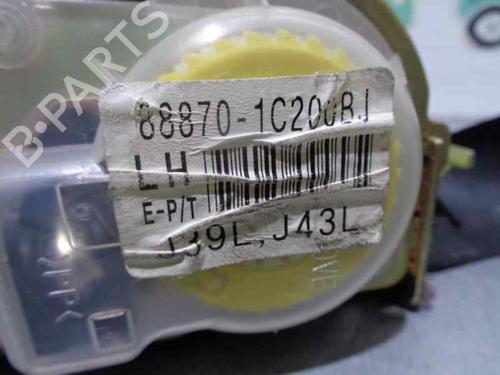 B-PARTS
88870-1C200BJ
LH
E-P/T
J39L, J43L